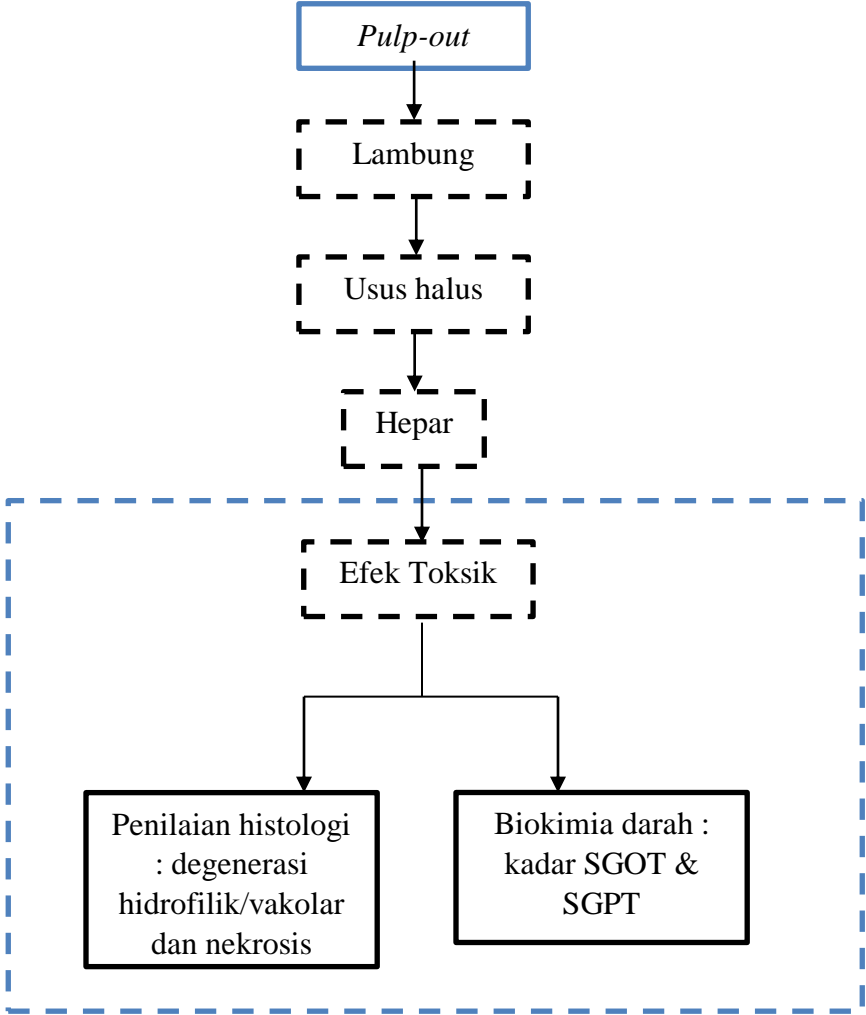 Pulp-out
Lambung
Usus halus
Hepar
Efek Toksik
Penilaian histologi
: degenerasi
hidrofilik/vakolar
dan nekrosis
Biokimia darah :
kadar SGOT &
SGPT